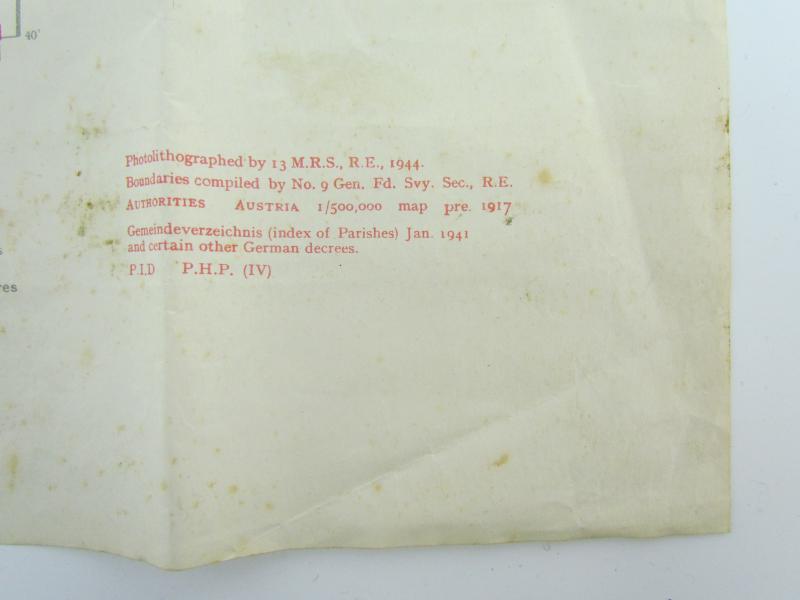 40'
Photolithographed by 13 M.R.S., R.E., 1944.
Boundaries compiled by No. 9 Gen. Fd. Svy. Sec., R.E.
AUTHORITIES AUSTRIA 1/500,000 map pre. 1917
Gemeindeverzeichnis (index of Parishes) Jan. 1941
and certain other German decrees.
P.I.D P.H.P. (IV)